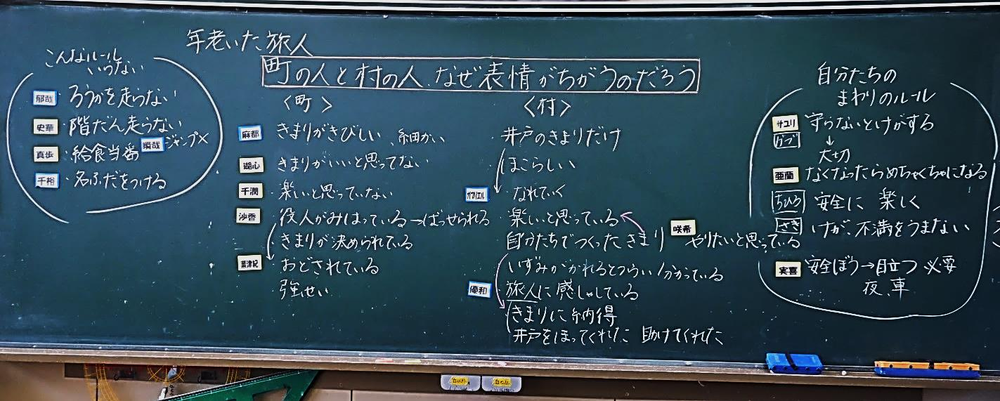 年老いた旅人
町の人と村の人、なぜ表情がちがうのだろう
こんなルール
いらない
郁哉・ろうかを走らない
史華・階だん走らない
瞬哉 ジャンプ×
真歩・給食当番
千裕・名ふだをつける
〈町〉
麻都・きまりがきびしい、細かい
湖心・きまりがいいと思ってない
千潤・楽しいと思っていない
沙香・役人がみはっている→ばっせられる
・きまりが決められている
菜津紀・おどされている
・強せい
〈村〉
・井戸のきまりだけ
・ほこらしい
ガブリエル・なれていく
・楽しいと思っている
・自分たちでつくったきまり
咲希 やりたいと思っている
・いずみがかれるとつらい 分かっている
優和・旅人に感しゃしている
きまりに納得
井戸をほってくれた 助けてくれた
自分たちの
まわりのルール
サユリ・守らないとけがする
ガブ
↓
大切
亜蘭・なくなったらめちゃくちゃになる
ちひろ 安全に 楽しく
さき・けが、不満をうまない
実喜・安全ぼう→目立つ 必要
夜、車